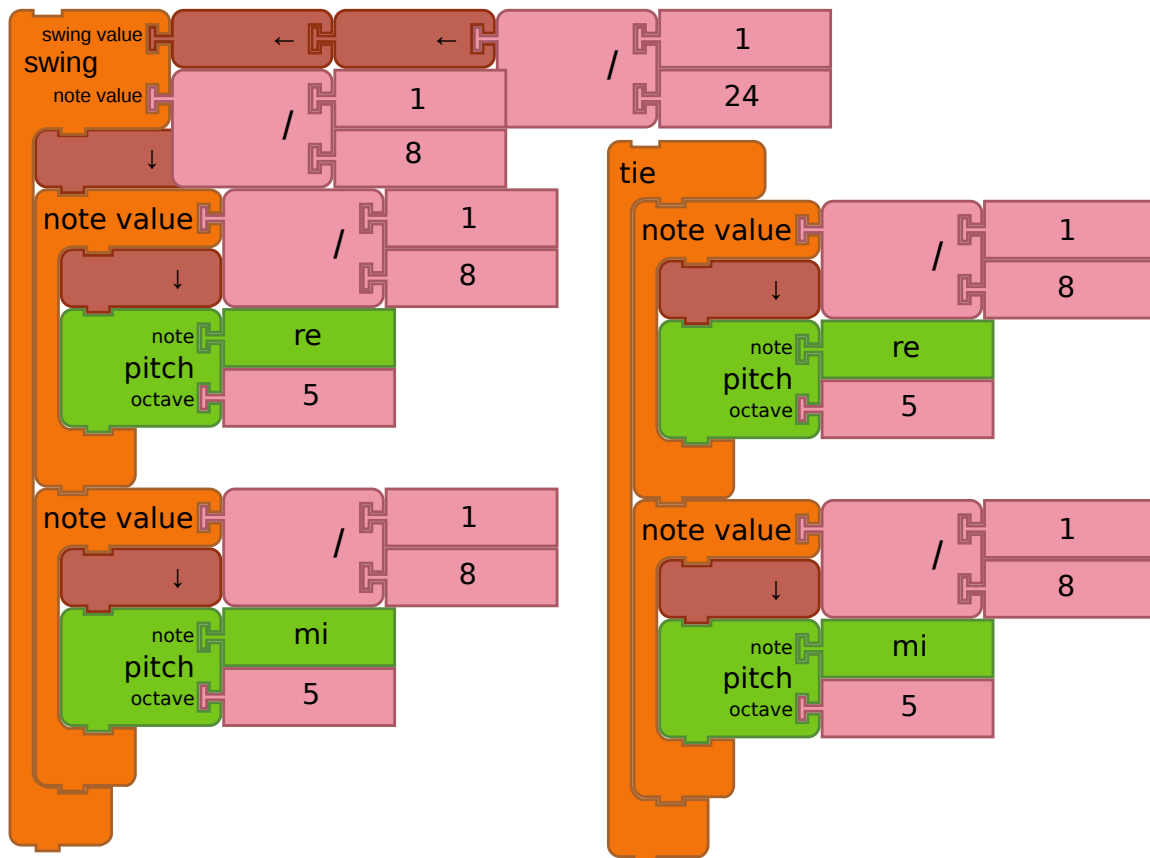 swing value ← ← 1
swing /
note value 1 24
/
↓ 8
note value 1
/
↓ 8
note re
pitch
octave 5
note value 1
/
↓ 8
note mi
pitch
octave 5
tie
note value 1
/
↓ 8
note re
pitch
octave 5
note value 1
/
↓ 8
note mi
pitch
octave 5